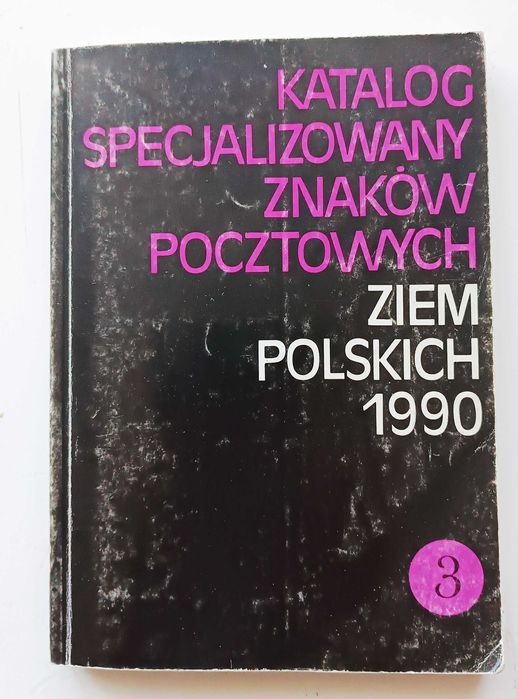 KATALOG
SPECJALIZOWANY
ZNAKÓW
POCZTOWYCH
ZIEM
POLSKICH
1990
3